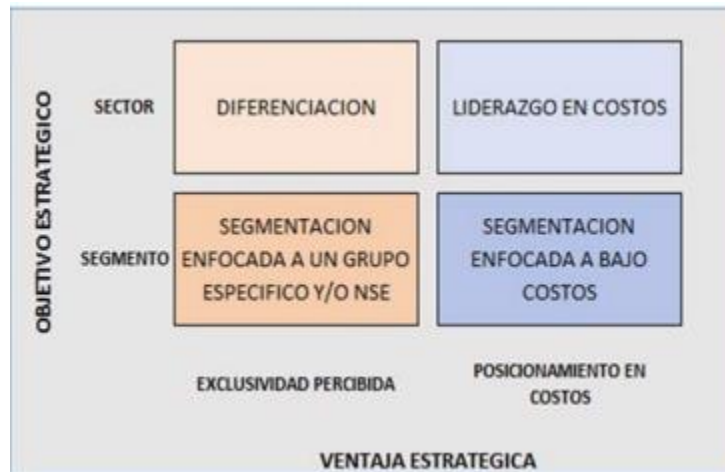 OBJETIVO ESTRATEGICO
SECTOR
DIFERENCIACION
LIDERAZGO EN COSTOS
SEGMENTO
SEGMENTACION
ENFOCADA A UN GRUPO
ESPECIFICO Y/O NSE
SEGMENTACION
ENFOCADA A BAJO
COSTOS
EXCLUSIVIDAD PERCIBIDA
POSICIONAMIENTO EN
COSTOS
VENTAJA ESTRATEGICA